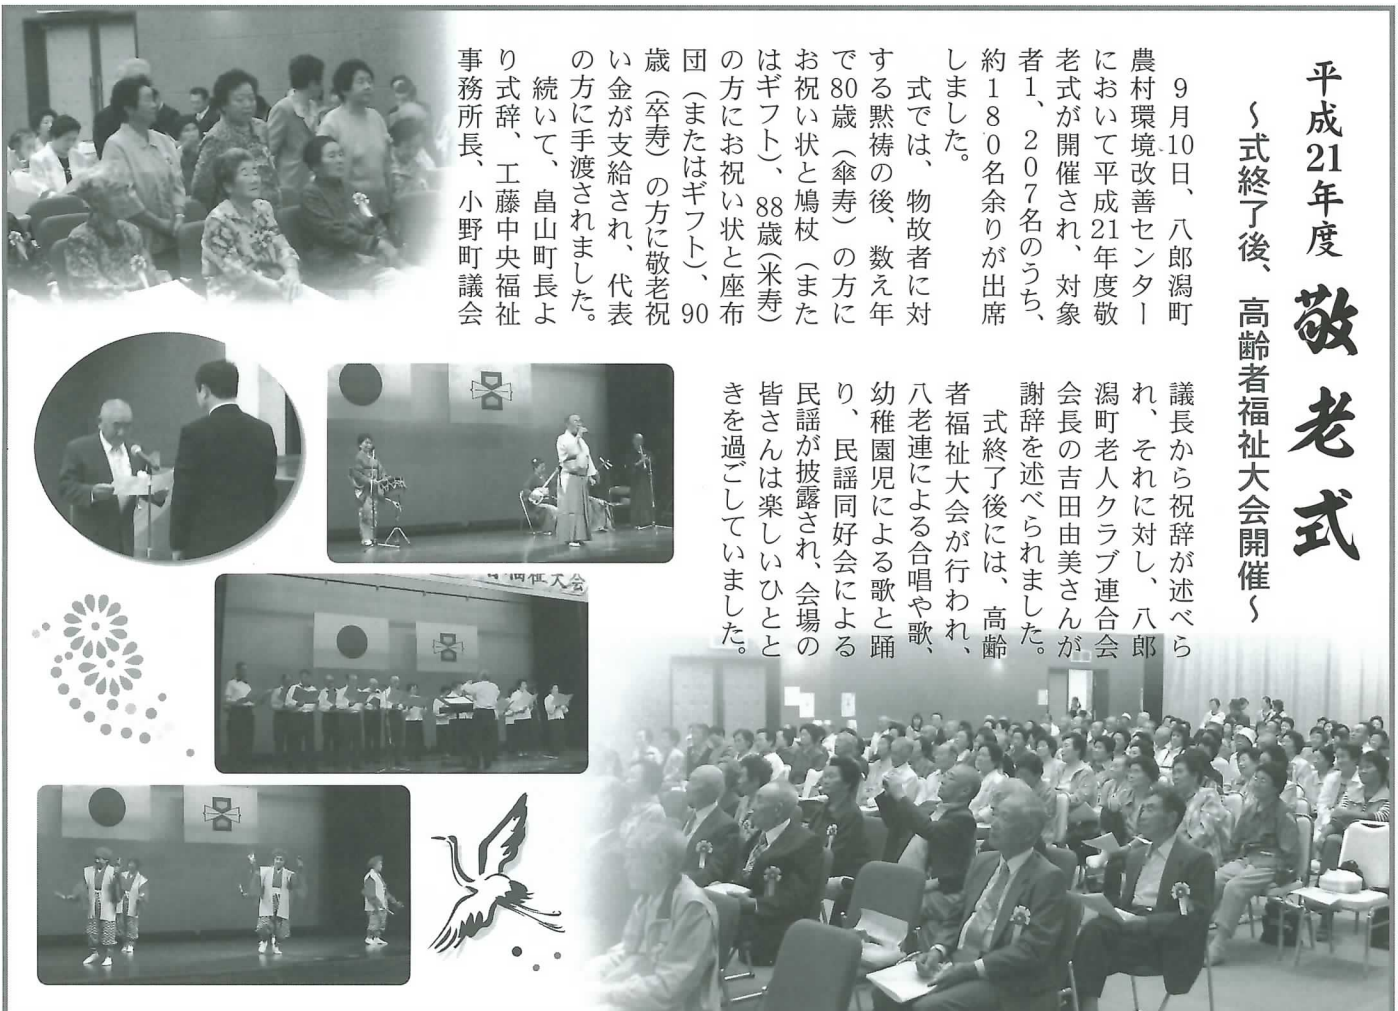 平成21年度 敬老式
～式終了後、高齢者福祉大会開催～
　9月10日、八郎潟町
農村環境改善センター
において平成21年度敬
老式が開催され、対象
者1、207名のうち、
約180名余りが出席
しました。
　式では、物故者に対
する黙祷の後、数え年
で80歳（傘寿）の方に
お祝い状と鳩杖（また
はギフト）、88歳（米寿）
の方にお祝い状と座布
団（またはギフト）、90
歳（卒寿）の方に敬老祝
い金が支給され、代表
の方に手渡されました。
　続いて、畠山町長よ
り式辞、工藤中央福祉
事務所長、小野町議会
議長から祝辞が述べら
れ、それに対し、八郎
潟町老人クラブ連合会
会長の吉田由美さんが
謝辞を述べられました。
　式終了後には、高齢
者福祉大会が行われ、
八老連による合唱や歌、
幼稚園児による歌と踊
り、民謡同好会による
民謡が披露され、会場の
皆さんは楽しいひとと
きを過ごしていました。
福祉大会